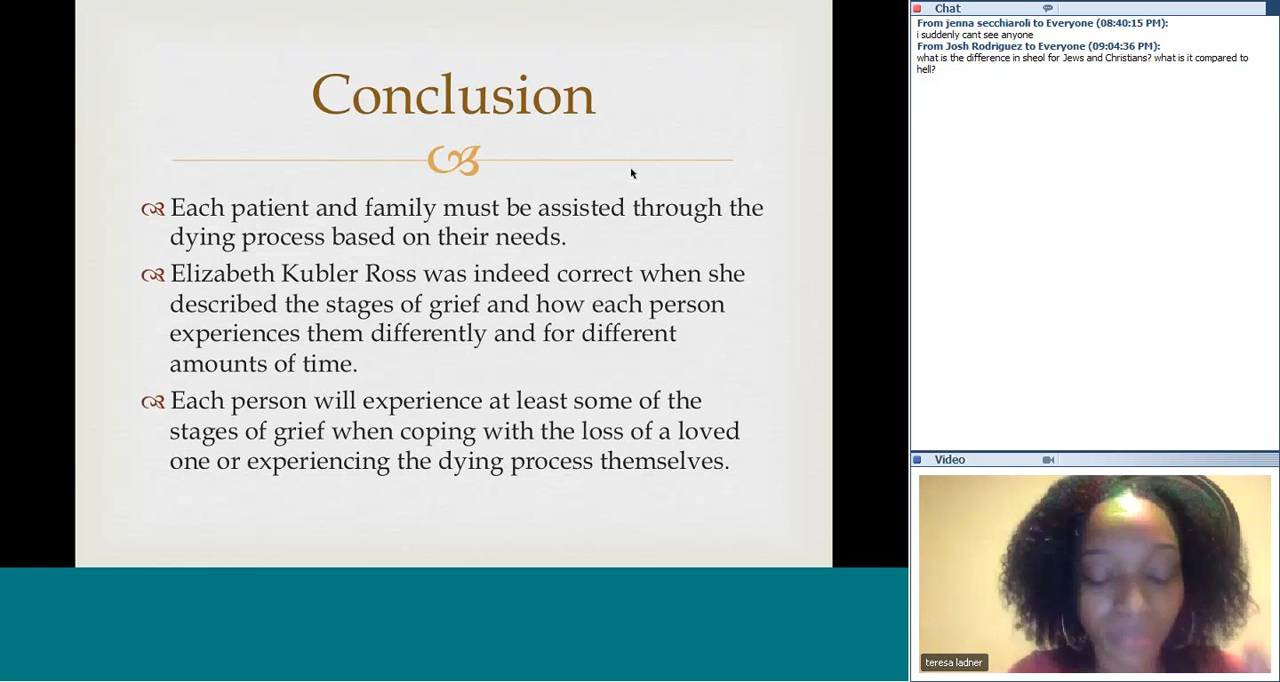 Conclusion
Each patient and family must be assisted through the
dying process based on their needs.
Elizabeth Kubler Ross was indeed correct when she
described the stages of grief and how each person
experiences them differently and for different
amounts of time.
Each person will experience at least some of the
stages of grief when coping with the loss of a loved
one or experiencing the dying process themselves.
Chat
From jenna secchiaroli to Everyone (08:40:15 PM):
i suddenly cant see anyone
From Josh Rodriguez to Everyone (09:04:36 PM):
what is the difference in sheol for Jews and Christians? what is it compared to
hell?
Video
teresa ladner